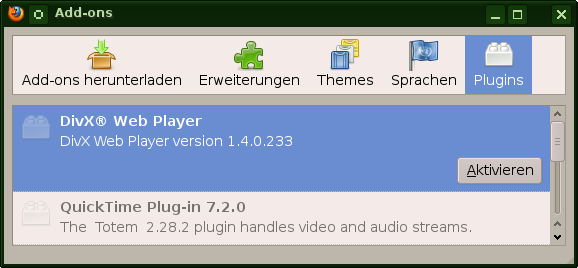 Add-ons
Add-ons herunterladen Erweiterungen Themes Sprachen Plugins
DivX® Web Player
DivX Web Player version 1.4.0.233
Aktivieren
QuickTime Plug-in 7.2.0
The Totem 2.28.2 plugin handles video and audio streams.